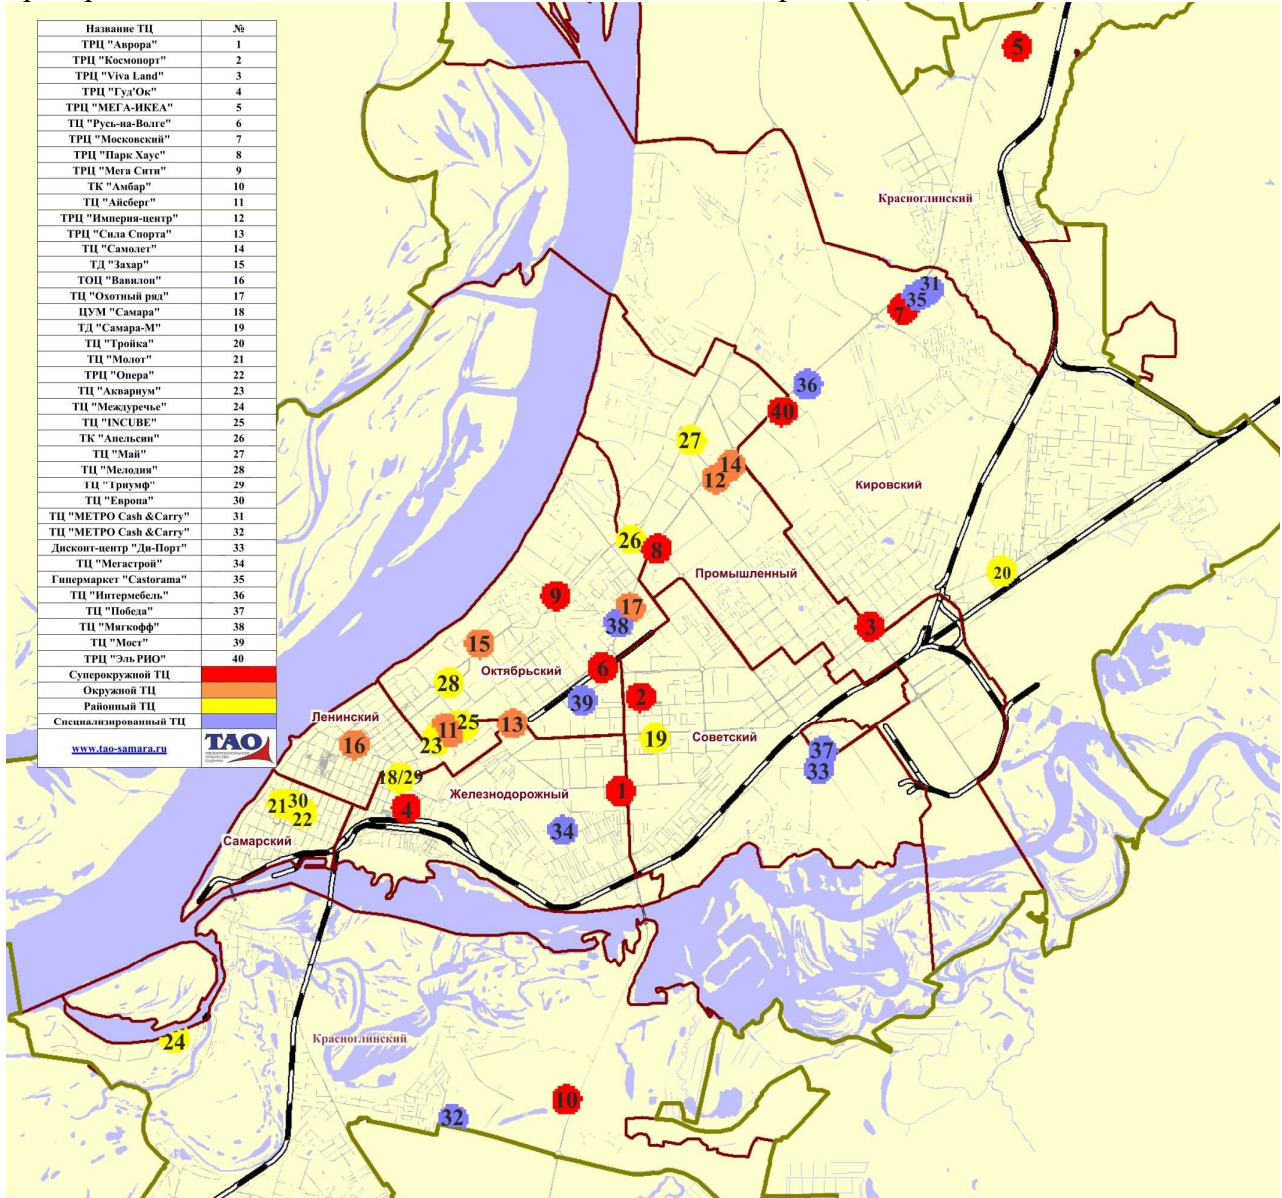 Название ТЦ №
ТРЦ "Аврора" 1
ТРЦ "Космопорт" 2
ТРЦ "Viva Land" 3
ТРЦ "Гуд'Ок" 4
ТРЦ "МЕГА-ИКЕА" 5
ТЦ "Русь-на-Волге" 6
ТРЦ "Московский" 7
ТРЦ "Парк Хаус" 8
ТРЦ "Мега Сити" 9
ТК "Амбар" 10
ТЦ "Айсберг" 11
ТРЦ "Империя-центр" 12
ТРЦ "Сила Спорта" 13
ТЦ "Самолет" 14
ТД "Захар" 15
ТОЦ "Вавилон" 16
ТЦ "Охотный ряд" 17
ЦУМ "Самара" 18
ТД "Самара-М" 19
ТЦ "Тройка" 20
ТЦ "Молот" 21
ТРЦ "Опера" 22
ТЦ "Аквариум" 23
ТЦ "Междуречье" 24
ТЦ "INCUBE" 25
ТК "Апельсин" 26
ТЦ "Май" 27
ТЦ "Мелодия" 28
ТЦ "Триумф" 29
ТЦ "Европа" 30
ТЦ "МЕТРО Cash &Carry" 31
ТЦ "МЕТРО Cash &Carry" 32
Дисконт-центр "Ди-Порт" 33
ТЦ "Мегастрой" 34
Гипермаркет "Castorama" 35
ТЦ "Интермебель" 36
ТЦ "Победа" 37
ТЦ "Мягкофф" 38
ТЦ "Мост" 39
ТРЦ "Эль РИО" 40
Суперокружной ТЦ
Окружной ТЦ
Районный ТЦ
Специализированный ТЦ
www.tao-samara.ru
ТАО
5
Красноглинский
31
35
7
36
40
27
14
12
Кировский
26
8
20
Промышленный
9
17
38
3
15
Октябрьский
6
28
2
39
Ленинский
25
11
13
23
16
19
Советский
37
33
18/29
1
Железнодорожный
4
30
21
22
34
Самарский
24
Красноглинский
10
32